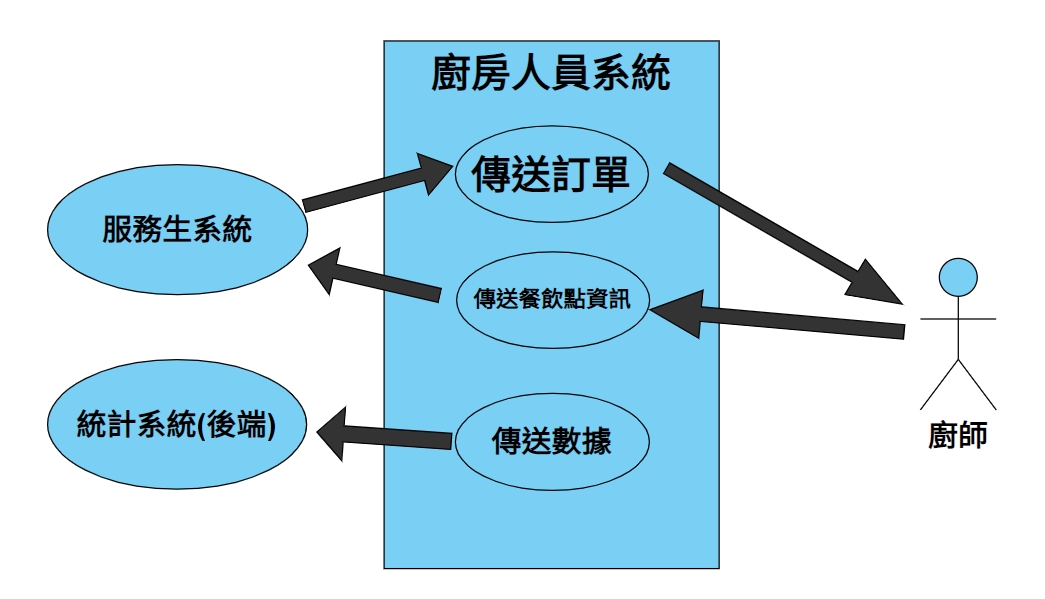 廚房人員系統
傳送訂單
服務生系統
傳送餐飲點資訊
統計系統(後端)
傳送數據
廚師